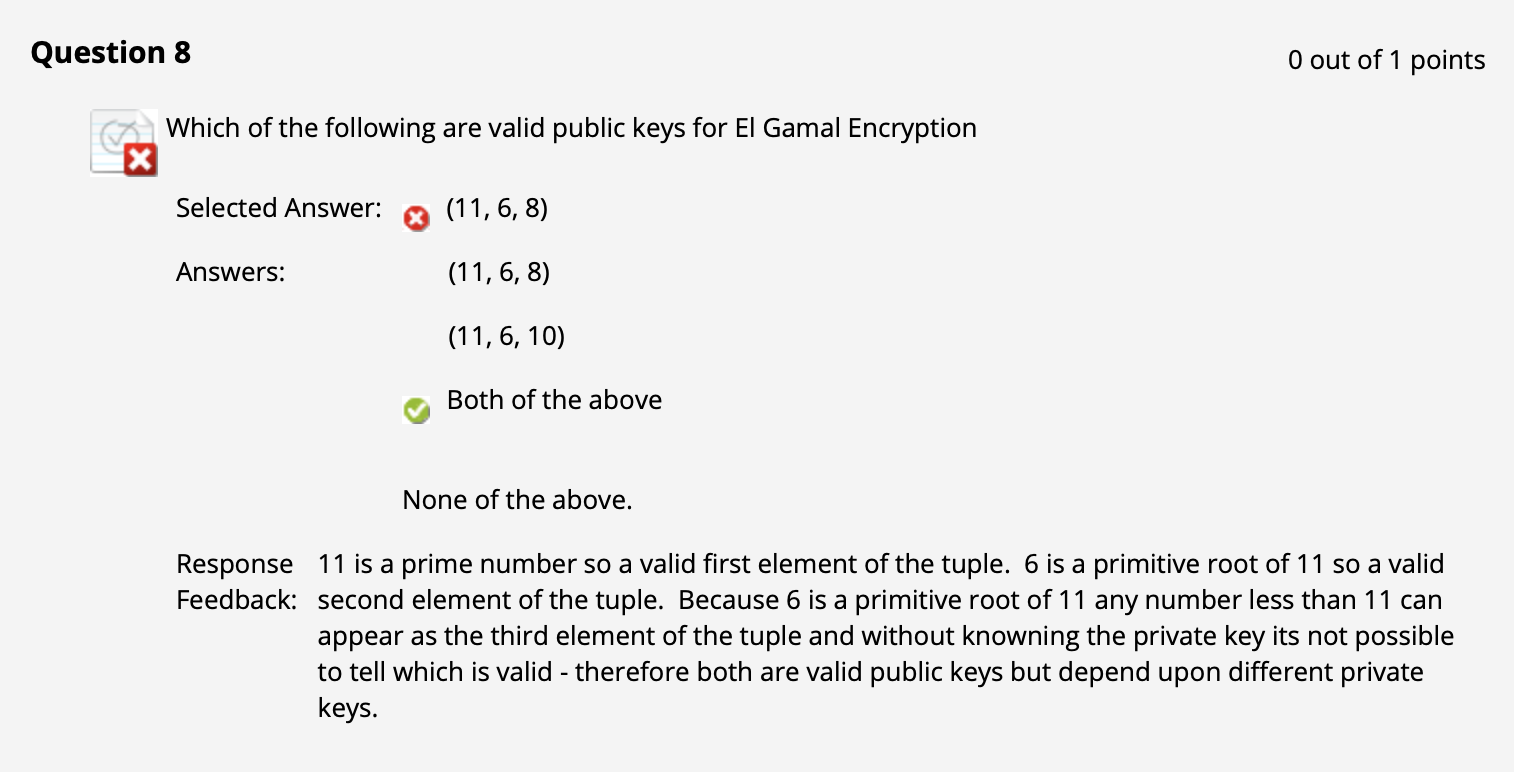 Question 8
0 out of 1 points
Which of the following are valid public keys for El Gamal Encryption
Selected Answer: (11, 6, 8)
Answers: (11, 6, 8)
(11, 6, 10)
Both of the above
None of the above.
Response 11 is a prime number so a valid first element of the tuple.  6 is a primitive root of 11 so a valid
Feedback: second element of the tuple.  Because 6 is a primitive root of 11 any number less than 11 can
appear as the third element of the tuple and without knowning the private key its not possible
to tell which is valid - therefore both are valid public keys but depend upon different private
keys.